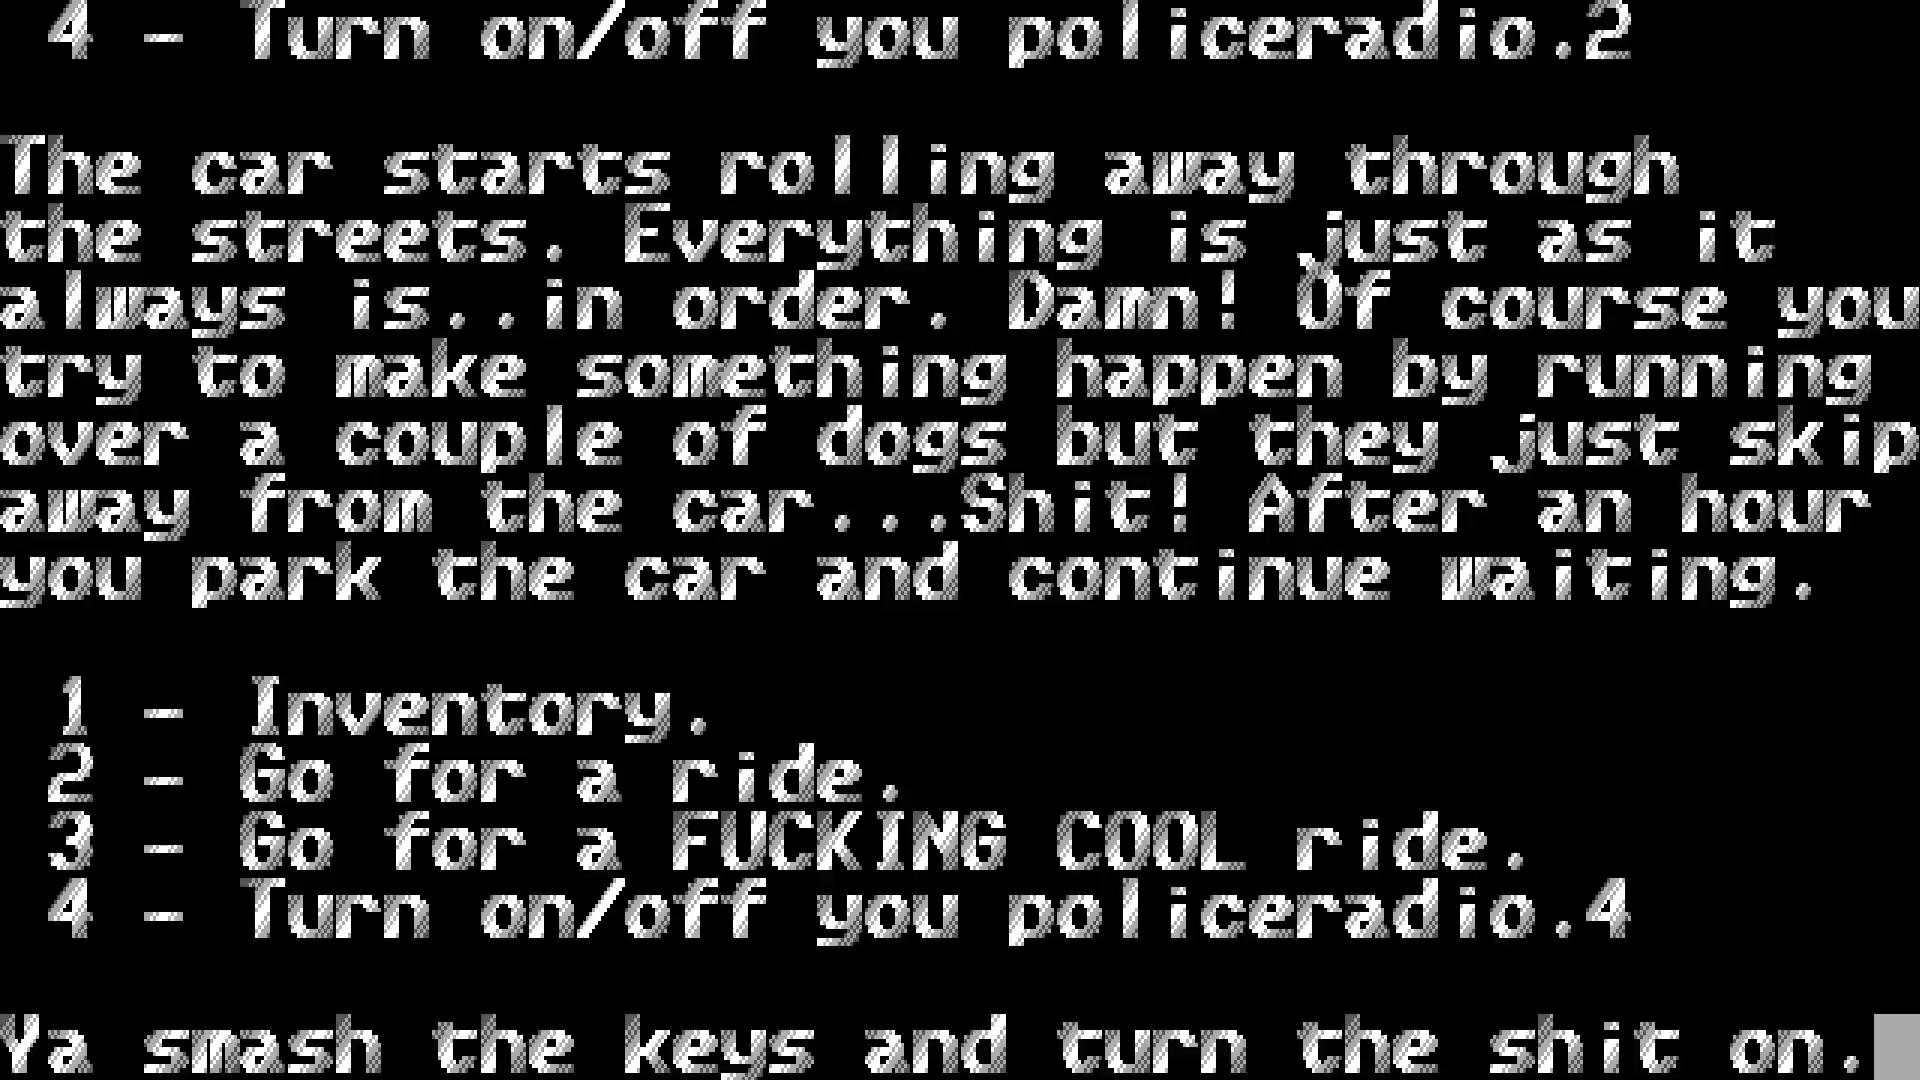 4 - Turn on/off you policeradio.2
The car starts rolling away through
the streets. Everything is just as it
always is..in order. Damn! Of course you
try to make something happen by running
over a couple of dogs but they just skip
away from the car...Shit! After an hour
you park the car and continue waiting.
1 - Inventory.
2 - Go for a ride.
3 - Go for a FUCKING COOL ride.
4 - Turn on/off you policeradio.4
Ya smash the keys and turn the shit on.